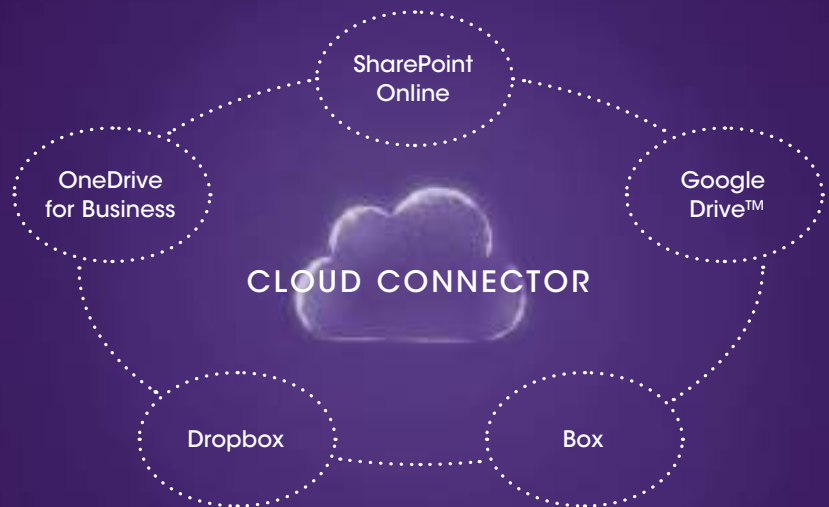 SharePoint
Online
OneDrive
for Business
Google
Drive™
CLOUD CONNECTOR
Dropbox
Box